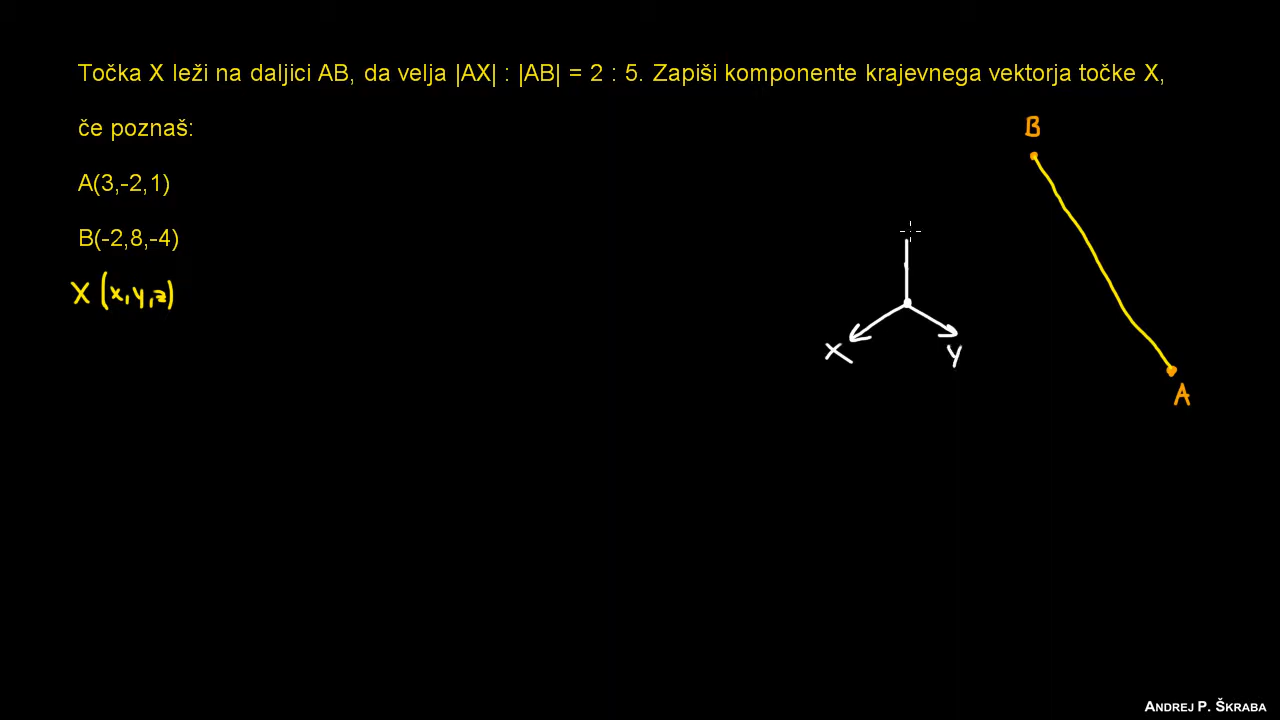 Točka X leži na daljici AB, da velja |AX| : |AB| = 2 : 5. Zapiši komponente krajevnega vektorja točke X,
če poznaš:
A(3,-2,1)
B(-2,8,-4)
X (x,y,z)
B
X
Y
A
ANDREJ P. ŠKRABA